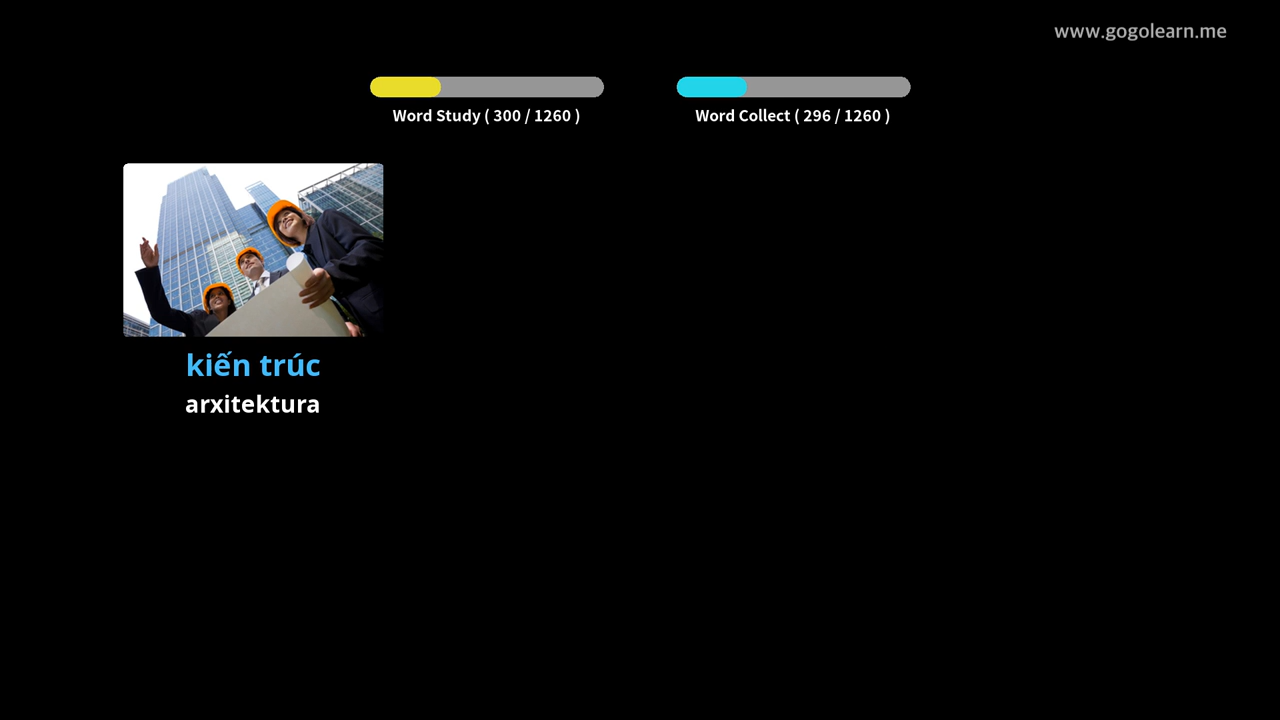 www.gogolearn.me
Word Study ( 300 / 1260 )
Word Collect ( 296 / 1260 )
kiến trúc
arxitektura